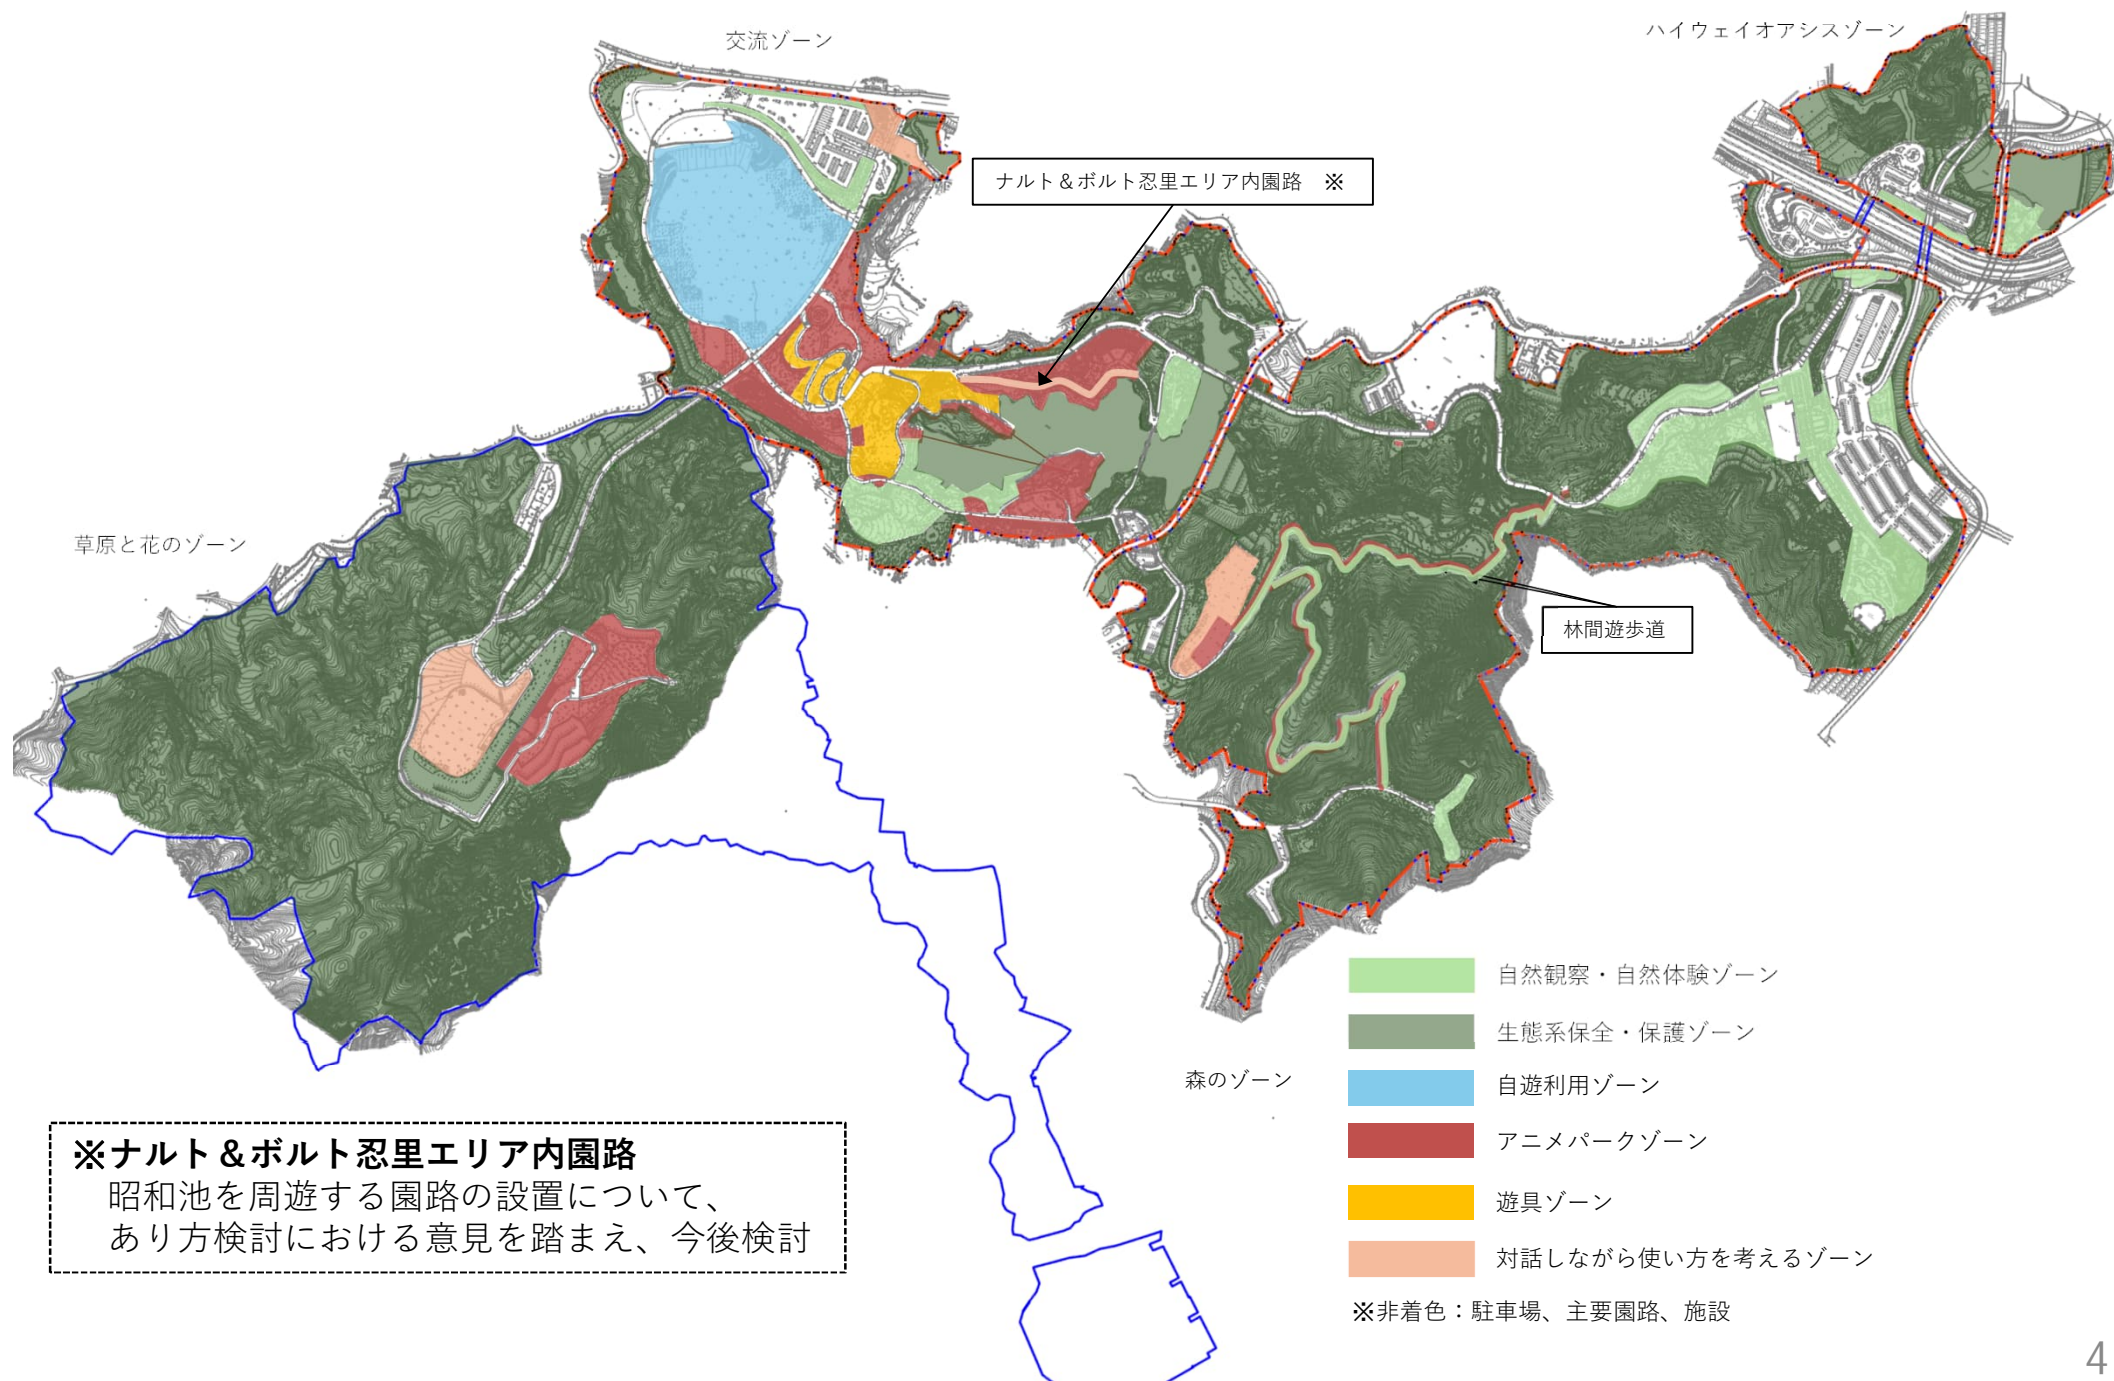 交流ゾーン
ハイウェイオアシスゾーン
ナルト＆ボルト忍里エリア内園路　※
草原と花のゾーン
林間遊歩道
自然観察・自然体験ゾーン
生態系保全・保護ゾーン
森のゾーン
自遊利用ゾーン
アニメパークゾーン
遊具ゾーン
対話しながら使い方を考えるゾーン
※非着色：駐車場、主要園路、施設
※ナルト＆ボルト忍里エリア内園路
昭和池を周遊する園路の設置について、
あり方検討における意見を踏まえ、今後検討
4